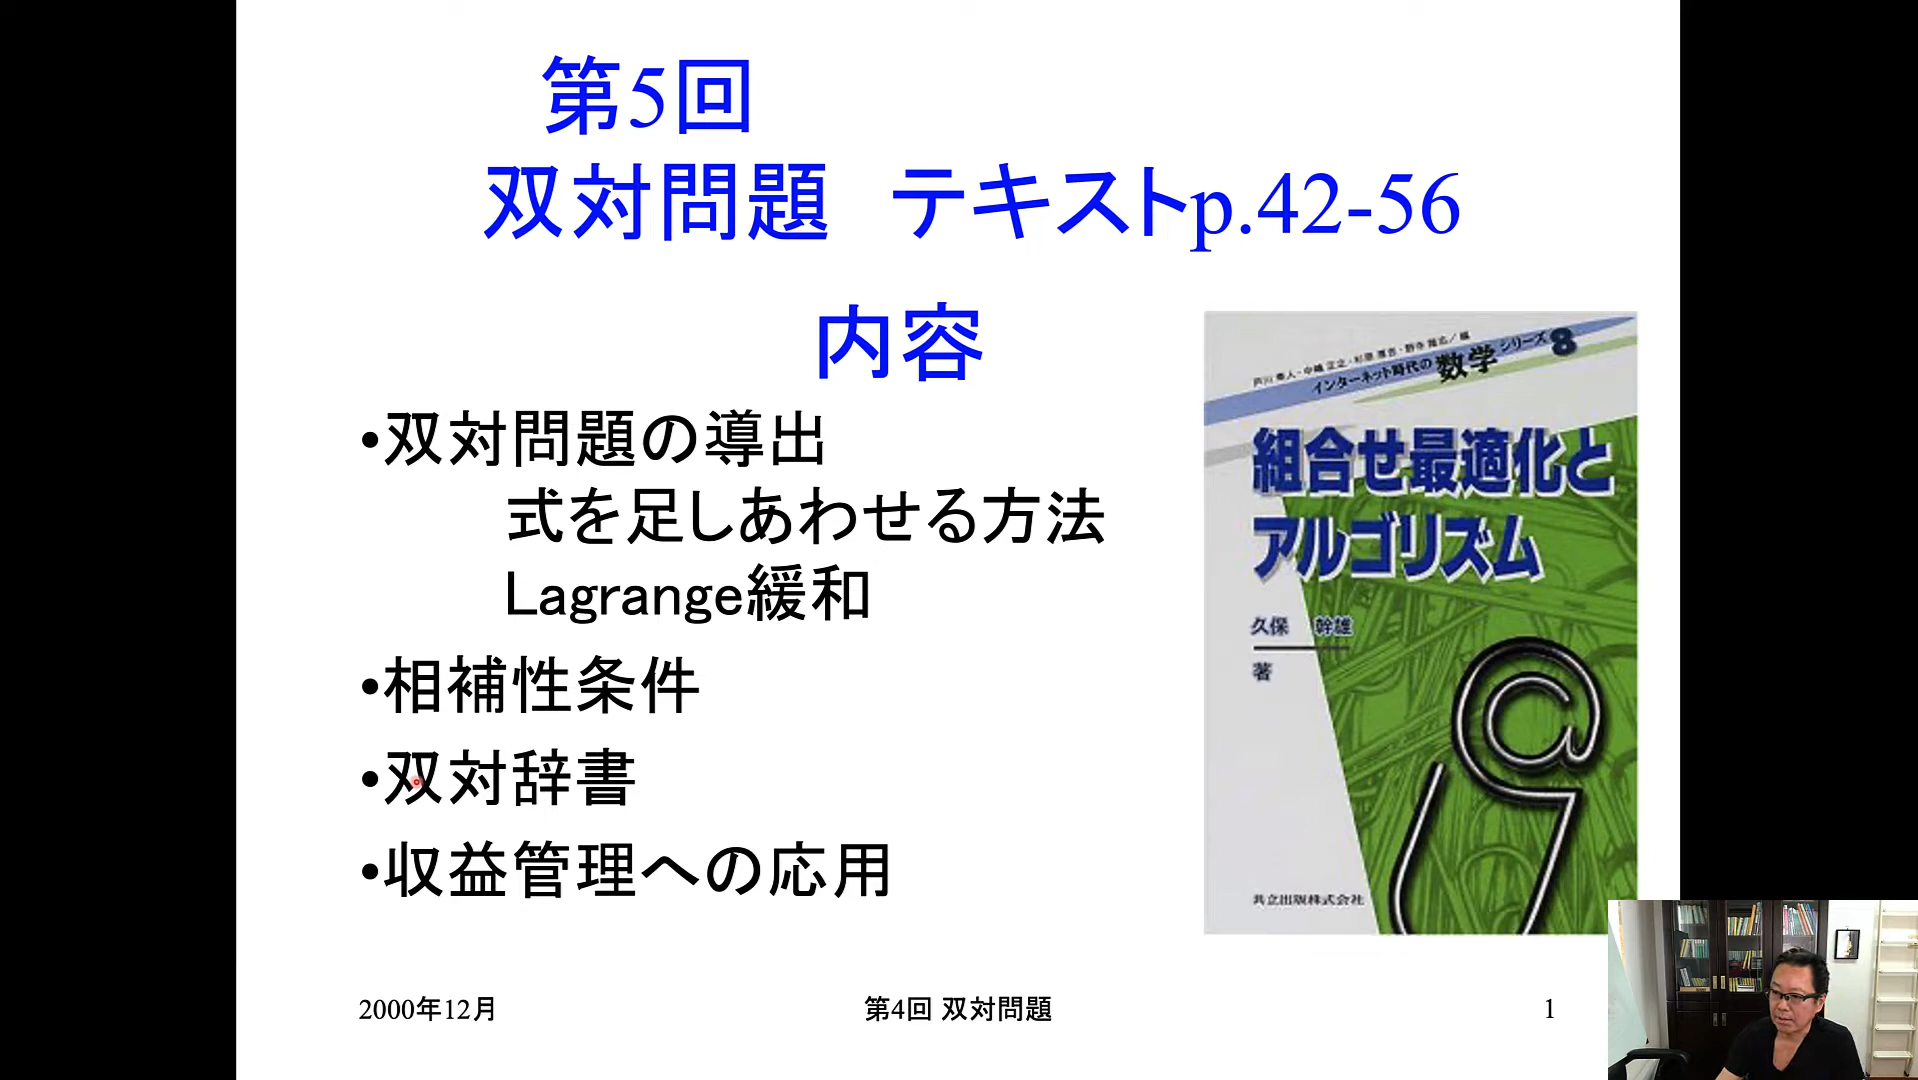 第5回
双対問題　テキストp.42-56
内容
•双対問題の導出
式を足しあわせる方法
Lagrange緩和
•相補性条件
•双対辞書
•収益管理への応用
インターネット時代の数学シリーズ8
組合せ最適化と
アルゴリズム
久保 幹雄
著
共立出版株式会社
2000年12月
第4回 双対問題
1